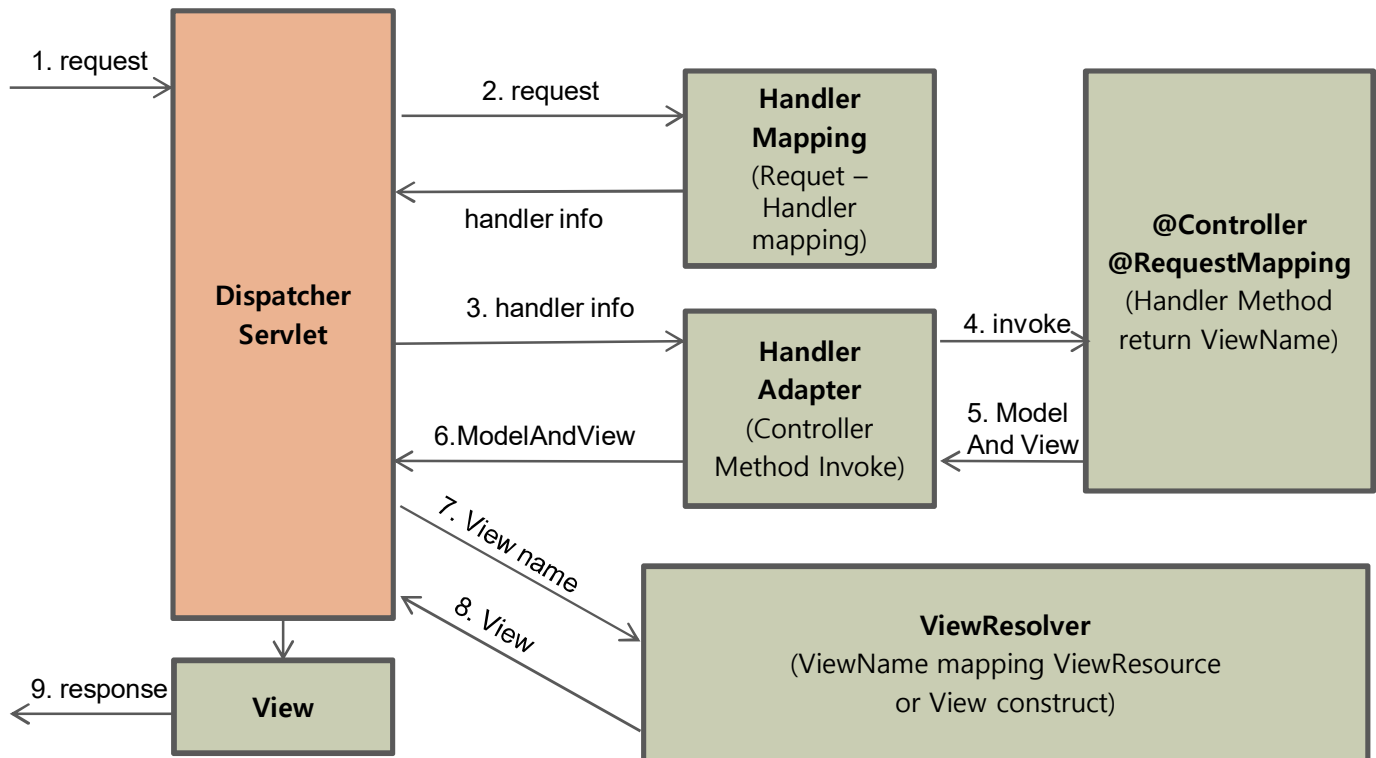 1. request
2. request
Handler
Mapping
(Requet –
Handler
mapping)
handler info
@Controller
@RequestMapping
(Handler Method
return ViewName)
Dispatcher
Servlet
3. handler info
Handler
Adapter
(Controller
Method Invoke)
4. invoke
5. Model
And View
6.ModelAndView
7. View name
8. View
ViewResolver
(ViewName mapping ViewResource
or View construct)
View
9. response